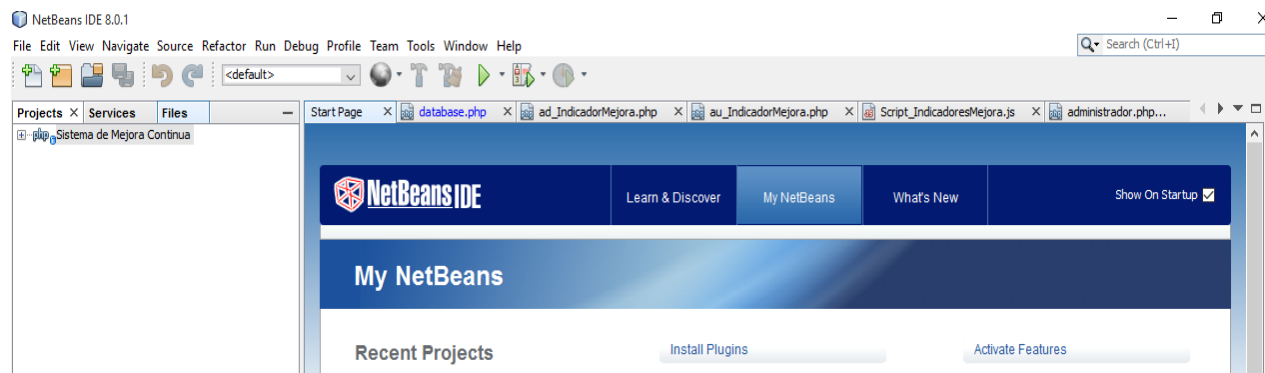 NetBeans IDE 8.0.1
File Edit View Navigate Source Refactor Run Debug Profile Team Tools Window Help
Search (Ctrl+I)
<default>
Projects Services Files
Start Page database.php ad_IndicadorMejora.php au_IndicadorMejora.php Script_IndicadoresMejora.js administrador.php...
php Sistema de Mejora Continua
NetBeans IDE Learn & Discover My NetBeans What's New Show On Startup
My NetBeans
Recent Projects Install Plugins Activate Features